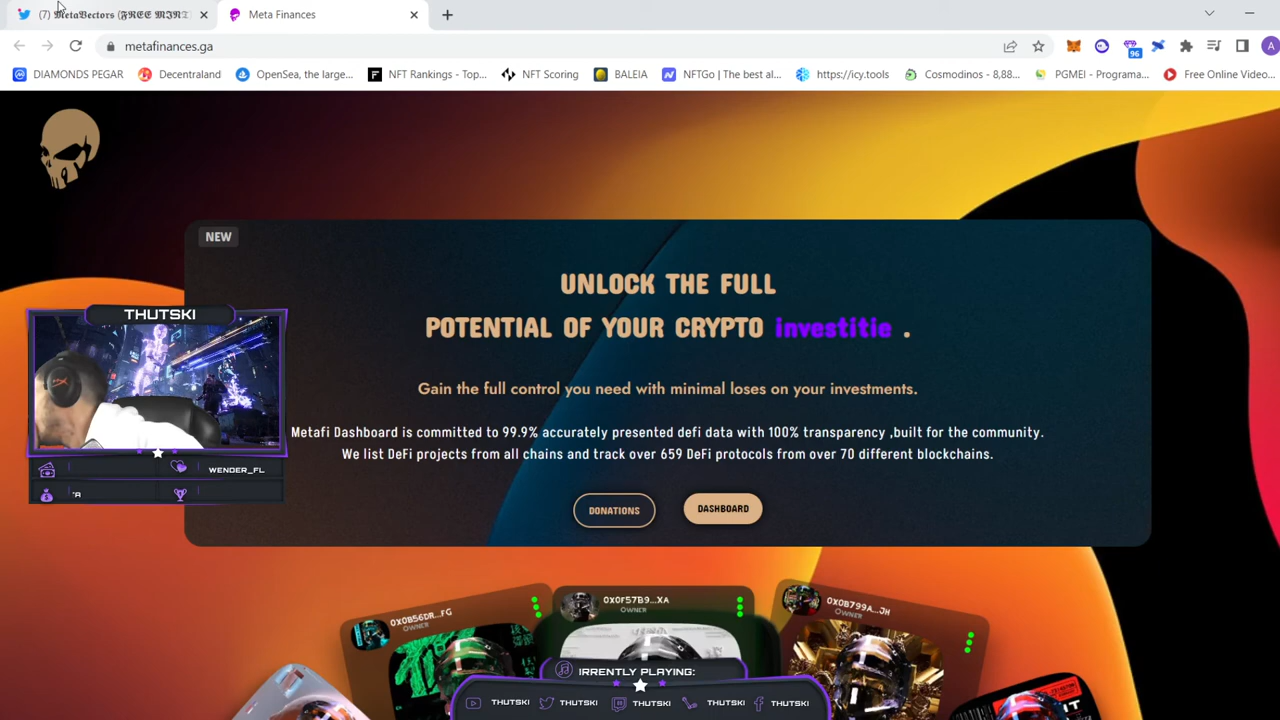 (7) 𝔐𝔢𝔱𝔞𝔙𝔢𝔠𝔱𝔬𝔯𝔰 (𝔉ℜ𝔈𝔈 𝔐ℑ𝔑𝔗
Meta Finances
metafinances.ga
A
96
DIAMONDS PEGAR
Decentraland
OpenSea, the large...
NFT Rankings - Top...
NFT Scoring
BALEIA
NFTGo | The best al...
https://icy.tools
Cosmodinos - 8,88...
PGMEI - Programa...
Free Online Video...
NEW
UNLOCK THE FULL
POTENTIAL OF YOUR CRYPTO investitie .
Gain the full control you need with minimal loses on your investments.
Metafi Dashboard is committed to 99.9% accurately presented defi data with 100% transparency ,built for the community.
We list DeFi projects from all chains and track over 659 DeFi protocols from over 70 different blockchains.
DONATIONS
DASHBOARD
THUTSKI
WENDER_FL
'A
0X0B56DR...FG
OWNER
0X0F57B9...XA
OWNER
0X0B799A...JH
OWNER
IRRENTLY PLAYING:
THUTSKI
THUTSKI
THUTSKI
THUTSKI
THUTSKI